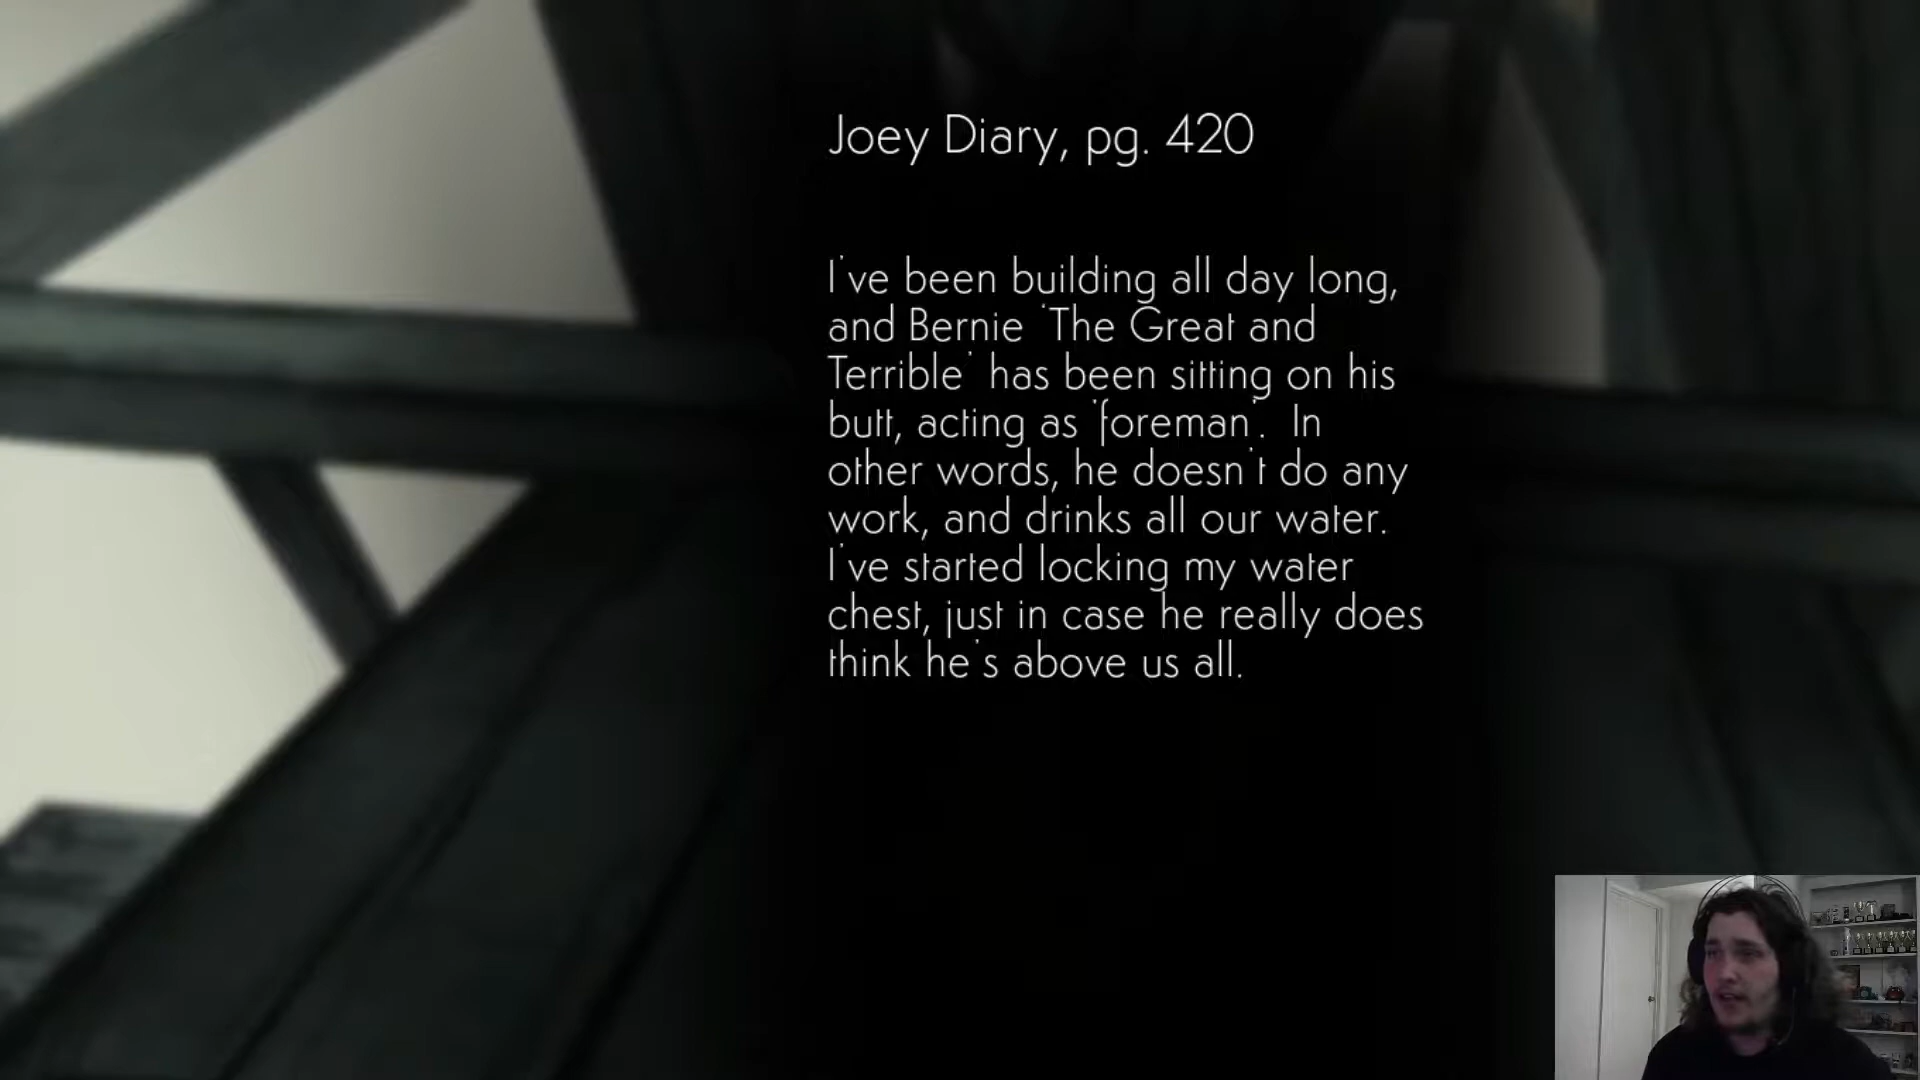 Joey Diary, pg. 420
I've been building all day long,
and Bernie 'The Great and
Terrible' has been sitting on his
butt, acting as 'foreman'.  In
other words, he doesn't do any
work, and drinks all our water.
I've started locking my water
chest, just in case he really does
think he's above us all.